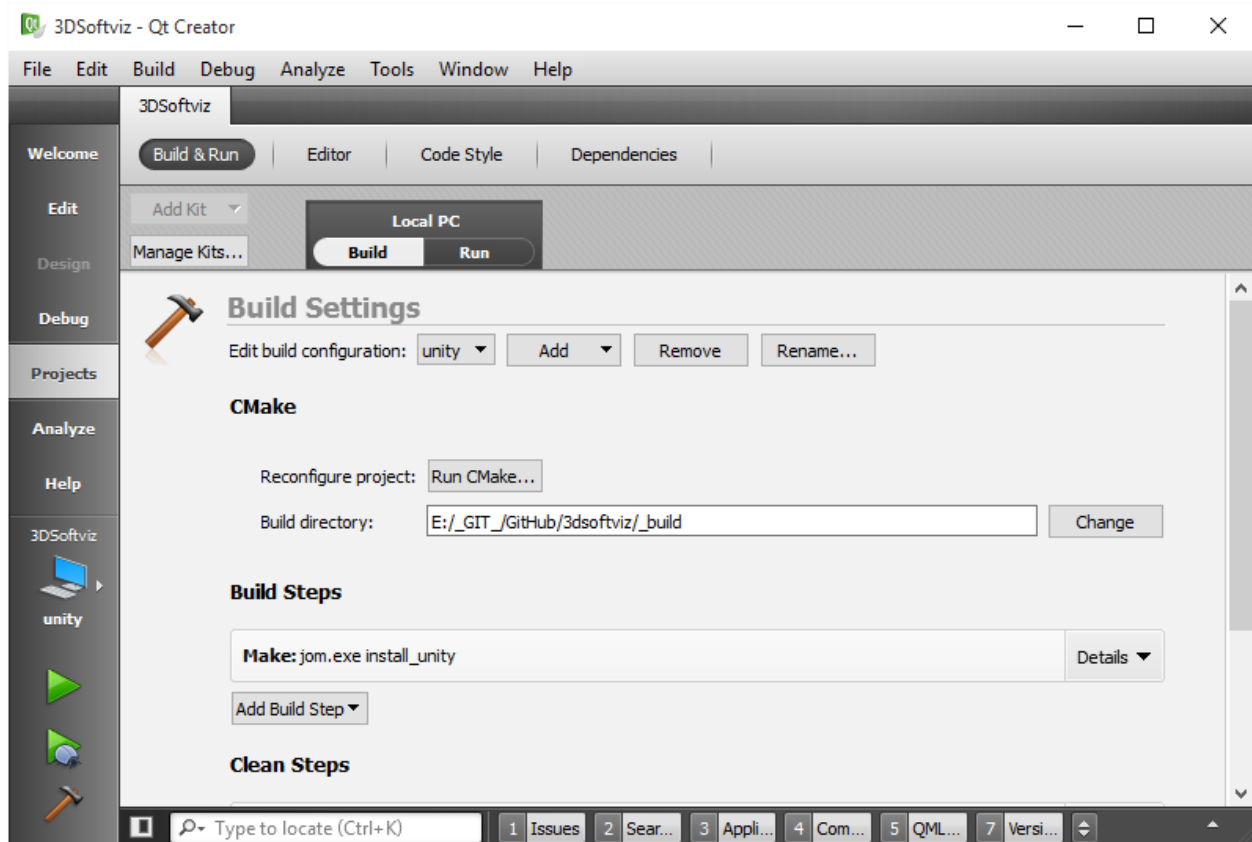 3DSoftviz - Qt Creator
File Edit Build Debug Analyze Tools Window Help
3DSoftviz
Welcome
Edit
Design
Debug
Projects
Analyze
Help
3DSoftviz
unity
Build & Run Editor Code Style Dependencies
Add Kit
Manage Kits...
Local PC
Build Run
Build Settings
Edit build configuration: unity Add Remove Rename...
CMake
Reconfigure project: Run CMake...
Build directory: E:/_GIT_/GitHub/3dsoftviz/_build Change
Build Steps
Make: jom.exe install_unity Details
Add Build Step
Clean Steps
Type to locate (Ctrl+K) 1 Issues 2 Sear... 3 Appli... 4 Com... 5 QML... 7 Versi...